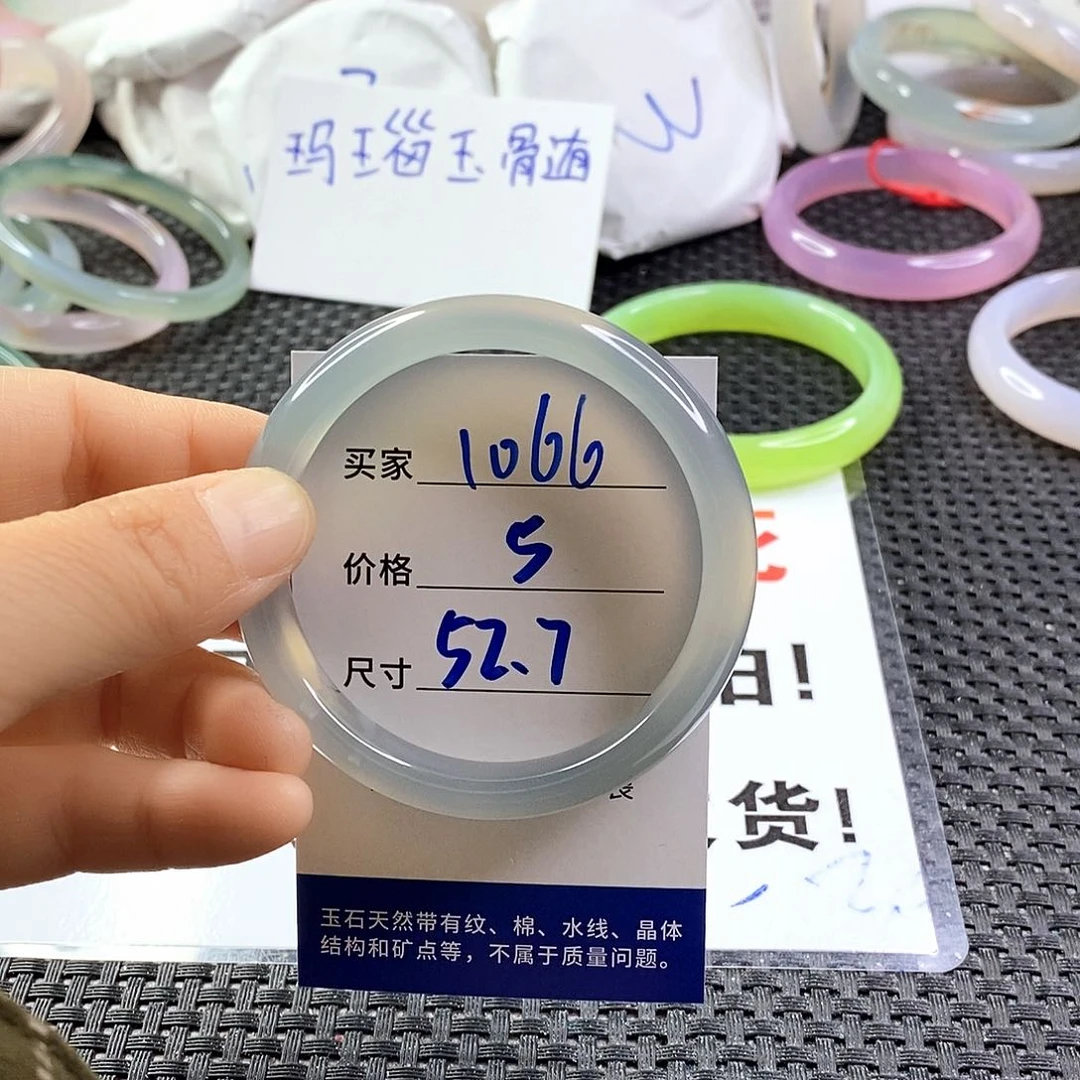 玛瑙玉骨髓
买家 1066
价格 5
尺寸 52.7
玉石天然带有纹、棉、水线、晶体
结构和矿点等，不属于质量问题。
！
货！